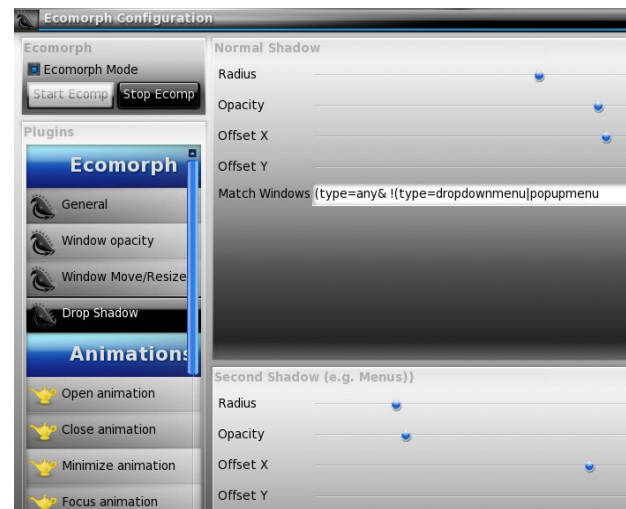 Ecomorph Configuration
Ecomorph
Ecomorph Mode
Start Ecomp
Stop Ecomp
Plugins
Ecomorph
General
Window opacity
Window Move/Resize
Drop Shadow
Animations
Open animation
Close animation
Minimize animation
Focus animation
Normal Shadow
Radius
Opacity
Offset X
Offset Y
Match Windows (type=any& !(type=dropdownmenu|popupmenu
Second Shadow (e.g. Menus))
Radius
Opacity
Offset X
Offset Y